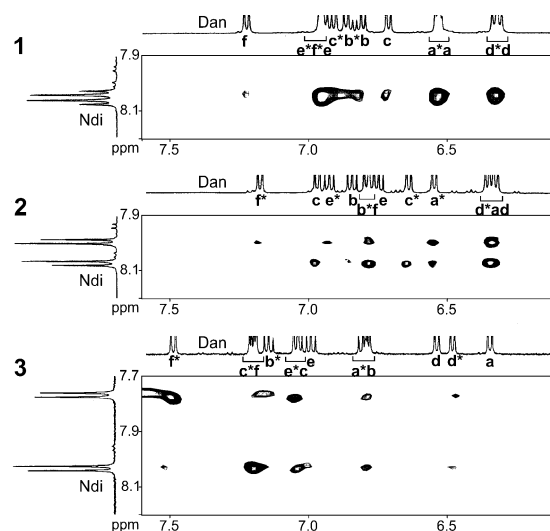 1
Dan
f e*f*e c*b*b c a*a d*d
7.9
8.1
Ndi
ppm 7.5 7.0 6.5
2
Dan
f* c e* b b*f e c* a* d*ad
7.9
8.1
Ndi
ppm 7.5 7.0 6.5
3
Dan
f* c*f b* e*c e a*b d d* a
7.7
7.9
8.1
Ndi
ppm 7.5 7.0 6.5